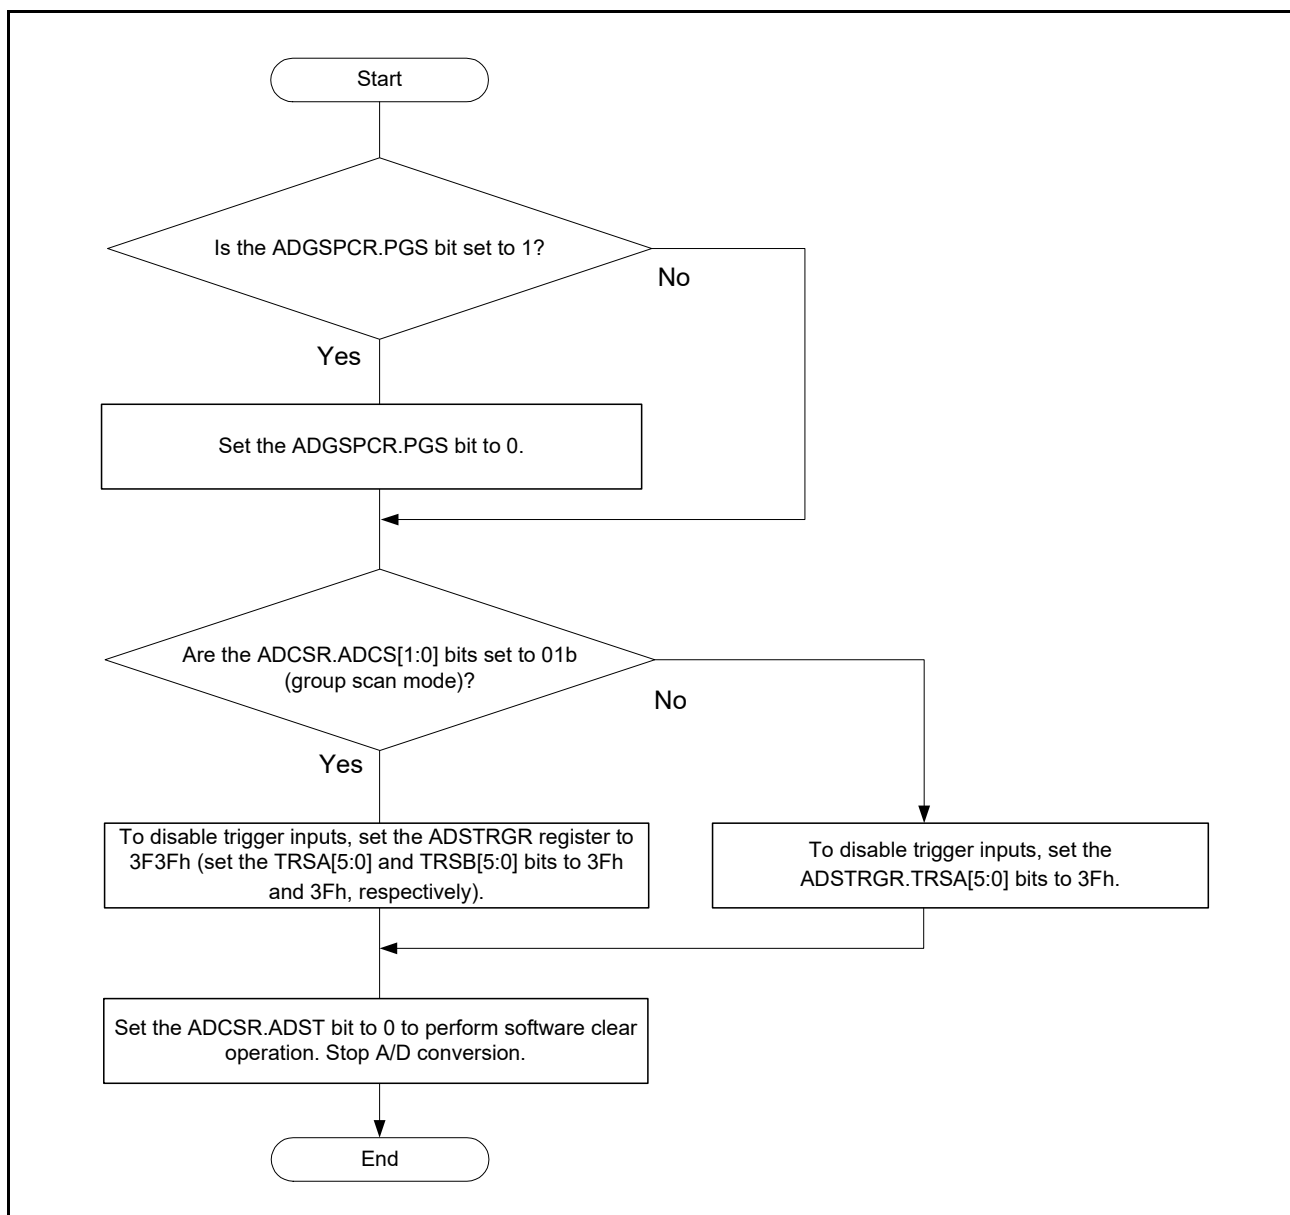 Start
Is the ADGSPCR.PGS bit set to 1?
No
Yes
Set the ADGSPCR.PGS bit to 0.
Are the ADCSR.ADCS[1:0] bits set to 01b
(group scan mode)?
No
Yes
To disable trigger inputs, set the ADSTRGR register to
3F3Fh (set the TRSA[5:0] and TRSB[5:0] bits to 3Fh
and 3Fh, respectively).
To disable trigger inputs, set the
ADSTRGR.TRSA[5:0] bits to 3Fh.
Set the ADCSR.ADST bit to 0 to perform software clear
operation. Stop A/D conversion.
End